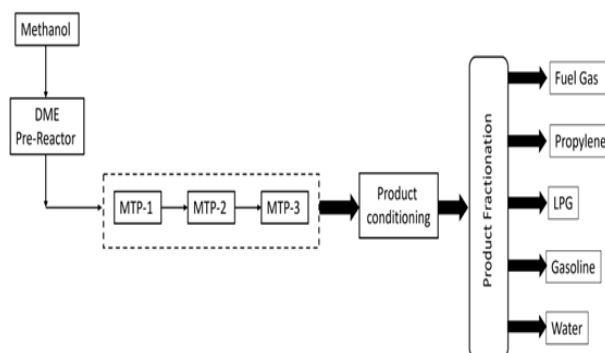 Methanol
DME
Pre-Reactor
MTP-1
MTP-2
MTP-3
Product
conditioning
Product Fractionation
Fuel Gas
Propylene
LPG
Gasoline
Water